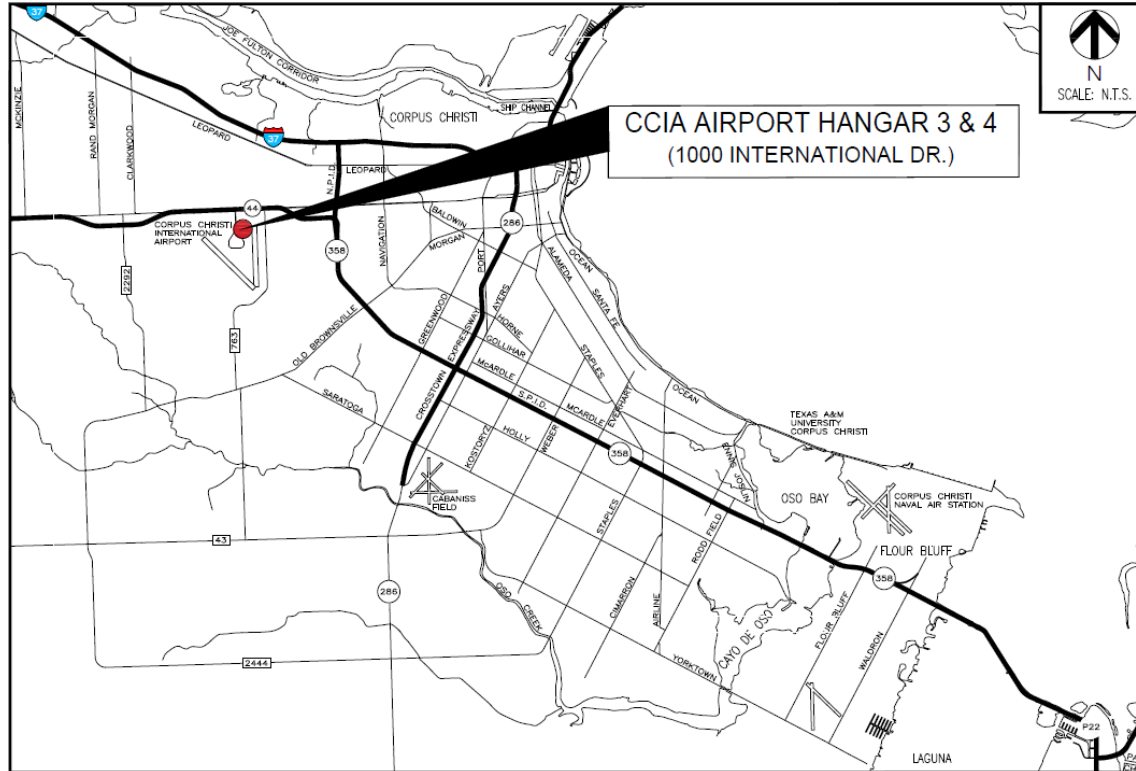 37
JOE FULTON CORRIDOR
N
SCALE: N.T.S.
MCKINZIE
RAND MORGAN
CLARKWOOD
LEOPARD
37
CORPUS CHRISTI
SHIP CHANNEL
CCIA AIRPORT HANGAR 3 & 4
(1000 INTERNATIONAL DR.)
N.P.I.D.
LEOPARD
44
CORPUS CHRISTI
INTERNATIONAL
AIRPORT
358
NAVIGATION
BALDWIN
MORGAN
PORT
286
ALAMEDA
OCEAN
SANTA FE
2292
763
OLD BROWNSVILLE
GREENWOOD
EXPRESSWAY
CROSSTOWN
AYERS
HORNE
GOLLIHAR
McARDLE
S.P.I.D.
MCARDLE
STAPLES
EVERHART
OCEAN
SARATOGA
KOSTORYZ
HOLLY
WEBER
358
TEXAS A&M
UNIVERSITY
CORPUS CHRISTI
ENNIS JOSLIN
OSO BAY
CORPUS CHRISTI
NAVAL AIR STATION
CABANISS
FIELD
STAPLES
RODD FIELD
FLOUR BLUFF
43
286
OSO CREEK
CIMARRON
AIRLINE
CAYO DE OSO
358
FLOUR BLUFF
WALDRON
2444
YORKTOWN
P22
LAGUNA